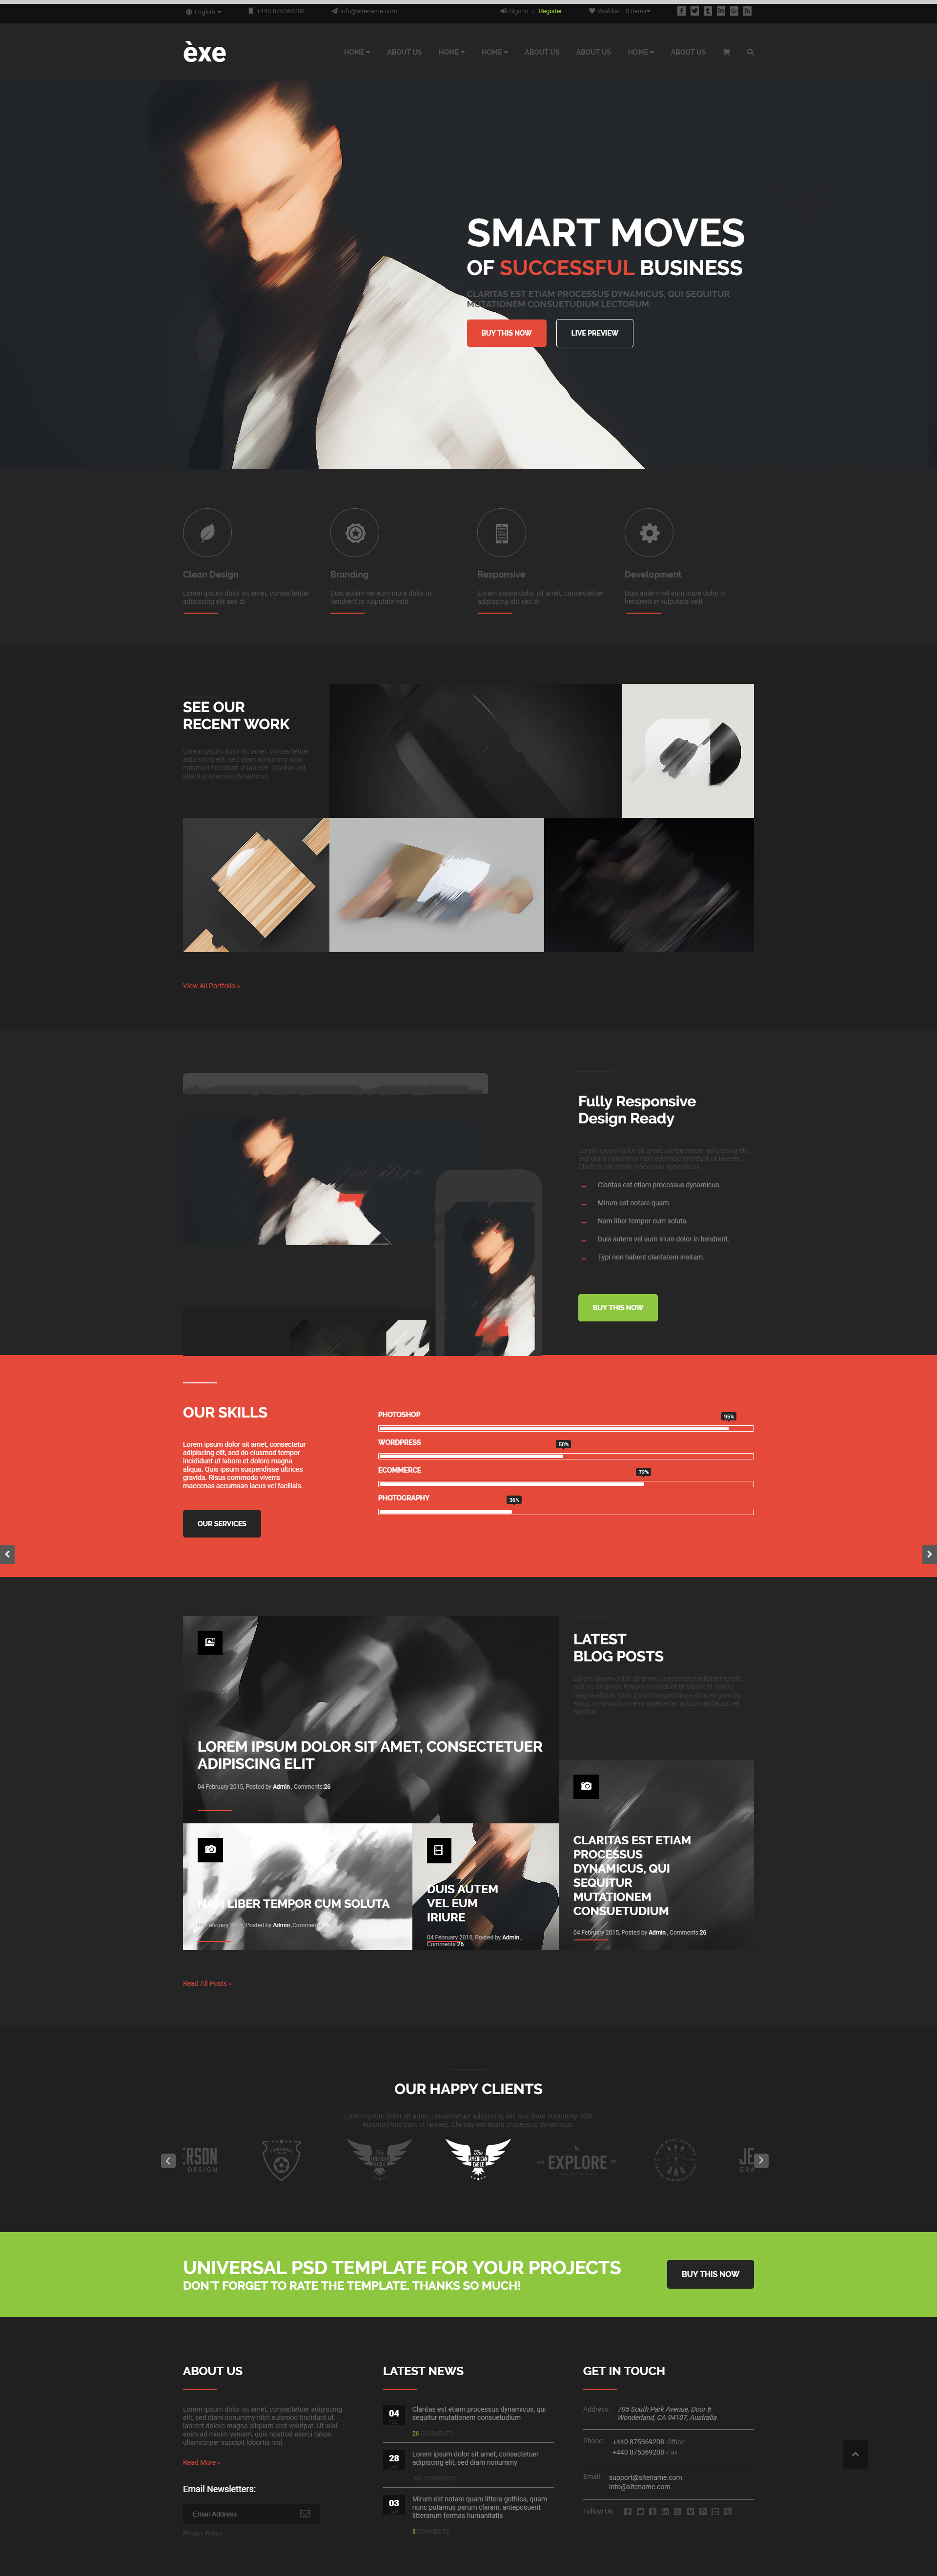 English
+440 875369208
info@sitename.com
Sign in / Register
Wishlist 0 items
èxe
HOME ABOUT US HOME HOME ABOUT US ABOUT US HOME ABOUT US
SMART MOVES
OF SUCCESSFUL BUSINESS
CLARITAS EST ETIAM PROCESSUS DYNAMICUS, QUI SEQUITUR
MUTATIONEM CONSUETUDIUM LECTORUM.
BUY THIS NOW
LIVE PREVIEW
Clean Design
Lorem ipsum dolor sit amet, consectetuer
adipiscing elit sed di
Branding
Duis autem vel eum iriure dolor in
hendrerit in vulputate velit
Responsive
Lorem ipsum dolor sit amet, consectetuer
adipiscing elit sed di
Development
Duis autem vel eum iriure dolor in
hendrerit in vulputate velit
SEE OUR
RECENT WORK
Lorem ipsum dolor sit amet, consectetuer
adipiscing elit, sed diam nonummy nibh
euismod tincidunt ut laoreet. Claritas est
etiam processus dynamicus.
View All Portfolio »
Fully Responsive
Design Ready
Lorem ipsum dolor sit amet, consectetuer adipiscing elit,
sed diam nonummy nibh euismod tincidunt ut laoreet.
Claritas est etiam processus dynamicus.
Claritas est etiam processus dynamicus.
Mirum est notare quam.
Nam liber tempor cum soluta.
Duis autem vel eum iriure dolor in hendrerit.
Typi non habent claritatem insitam.
BUY THIS NOW
OUR SKILLS
Lorem ipsum dolor sit amet, consectetur
adipiscing elit, sed do eiusmod tempor
incididunt ut labore et dolore magna
aliqua. Quis ipsum suspendisse ultrices
gravida. Risus commodo viverra
maecenas accumsan lacus vel facilisis.
OUR SERVICES
PHOTOSHOP
95%
WORDPRESS
50%
ECOMMERCE
72%
PHOTOGRAPHY
36%
LOREM IPSUM DOLOR SIT AMET, CONSECTETUER
ADIPISCING ELIT
04 February 2015, Posted by Admin , Comments:26
LATEST
BLOG POSTS
Lorem ipsum dolor sit amet, consectetur adipiscing elit,
sed do eiusmod tempor incididunt ut labore et dolore
magna aliqua. Quis ipsum suspendisse ultrices gravida.
Risus commodo viverra maecenas accumsan lacus vel
facilisis.
NAM LIBER TEMPOR CUM SOLUTA
04 February 2015, Posted by Admin ,Comments
DUIS AUTEM
VEL EUM
IRIURE
04 February 2015, Posted by Admin ,
Comments:26
CLARITAS EST ETIAM
PROCESSUS
DYNAMICUS, QUI
SEQUITUR
MUTATIONEM
CONSUETUDIUM
04 February 2015, Posted by Admin , Comments:26
Read All Posts »
OUR HAPPY CLIENTS
Lorem ipsum dolor sit amet, consectetuer adipiscing elit, sed diam nonummy nibh
euismod tincidunt ut laoreet. Claritas est etiam processus dynamicus.
ERSON
DESIGN
FOOTBALL
The
AMERICAN
EAGLE
The
AMERICAN
EAGLE
EXPLORE
JE
GRA
UNIVERSAL PSD TEMPLATE FOR YOUR PROJECTS
DON'T FORGET TO RATE THE TEMPLATE. THANKS SO MUCH!
BUY THIS NOW
ABOUT US
Lorem ipsum dolor sit amet, consectetuer adipiscing
elit, sed diam nonummy nibh euismod tincidunt ut
laoreet dolore magna aliquam erat volutpat. Ut wisi
enim ad minim veniam, quis nostrud exerci tation
ullamcorper suscipit lobortis nisl.
Read More »
Email Newsletters:
Email Address
Privacy Policy
LATEST NEWS
04
Claritas est etiam processus dynamicus, qui
sequitur mutationem consuetudium
26 COMMENTS
28
Lorem ipsum dolor sit amet, consectetuer
adipiscing elit, sed diam nonummy
NO COMMENTS
03
Mirum est notare quam littera gothica, quam
nunc putamus parum claram, anteposuerit
litterarum formas humanitatis
3 COMMENTS
GET IN TOUCH
Address: 795 South Park Avenue, Door 6
Wonderland, CA 94107, Australia
Phone: +440 875369208 -Office
+440 875369208 -Fax
Email: support@sitename.com
Info@sitename.com
Follow Us: